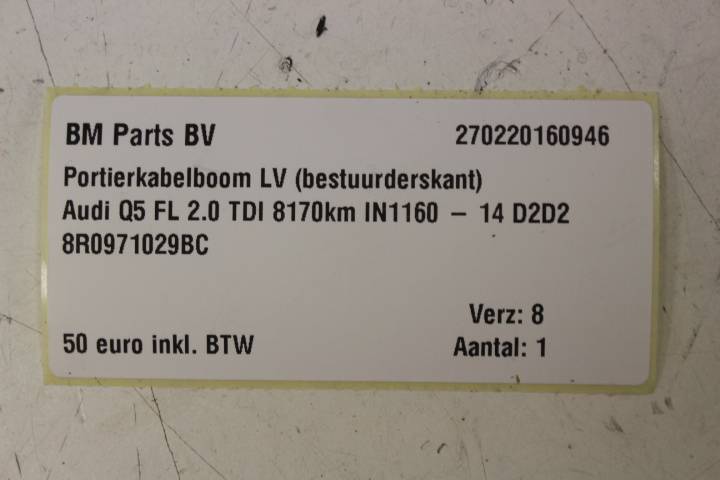 BM Parts BV 270220160946
Portierkabelboom LV (bestuurderskant)
Audi Q5 FL 2.0 TDI 8170km IN1160 – 14 D2D2
8R0971029BC
Verz: 8
50 euro inkl. BTW Aantal: 1